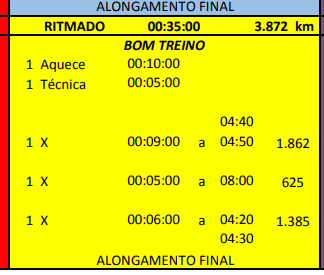 ALONGAMENTO FINAL
RITMADO 00:35:00 3.872 km
BOM TREINO
1 Aquece 00:10:00
1 Técnica 00:05:00
04:40
1 X 00:09:00 a 04:50 1.862
1 X 00:05:00 a 08:00 625
1 X 00:06:00 a 04:20 1.385
04:30
ALONGAMENTO FINAL